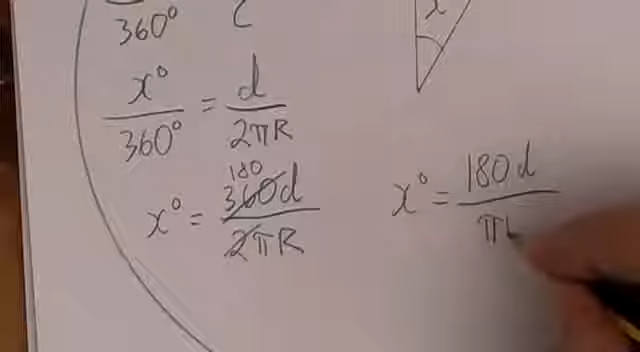 360° C
x
x°/360° = d/2πR
x° = 360d/2πR
180
x° = 180d/π